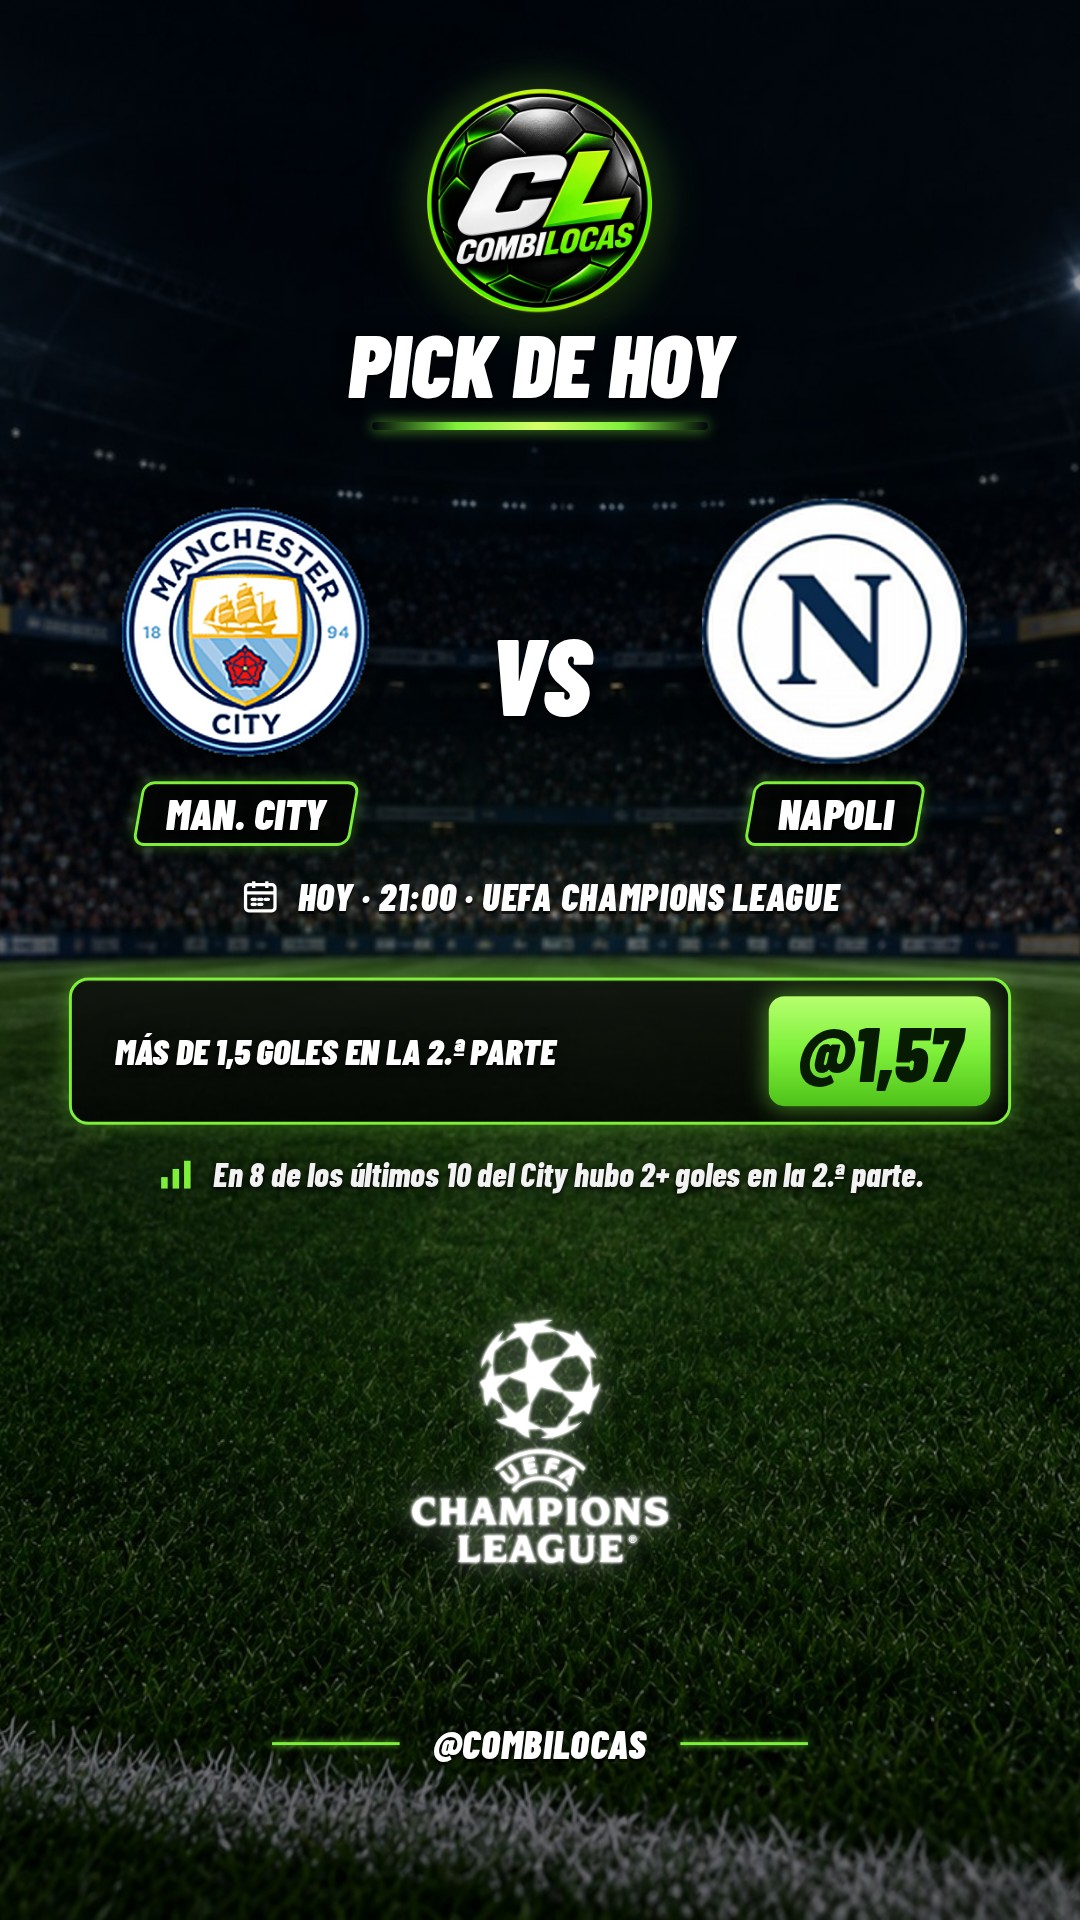 CL
COMBILOCAS
PICK DE HOY
MANCHESTER
18 94
CITY
VS
N
MAN. CITY
NAPOLI
HOY · 21:00 · UEFA CHAMPIONS LEAGUE
MÁS DE 1,5 GOLES EN LA 2.ª PARTE
@1,57
En 8 de los últimos 10 del City hubo 2+ goles en la 2.ª parte.
UEFA
CHAMPIONS
LEAGUE®
@COMBILOCAS